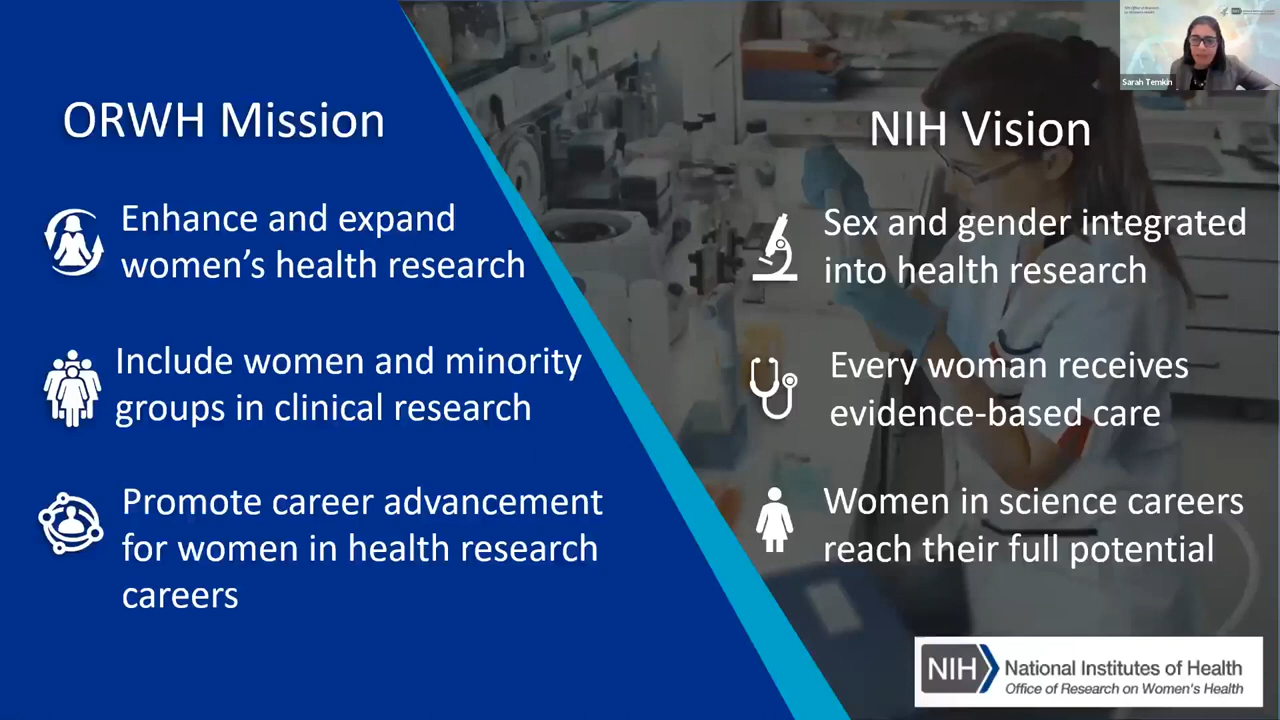 ORWH Mission
Enhance and expand
women's health research
Include women and minority
groups in clinical research
Promote career advancement
for women in health research
careers
NIH Vision
Sex and gender integrated
into health research
Every woman receives
evidence-based care
Women in science careers
reach their full potential
NIH
National Institutes of Health
Office of Research on Women's Health
Sarah Temkin